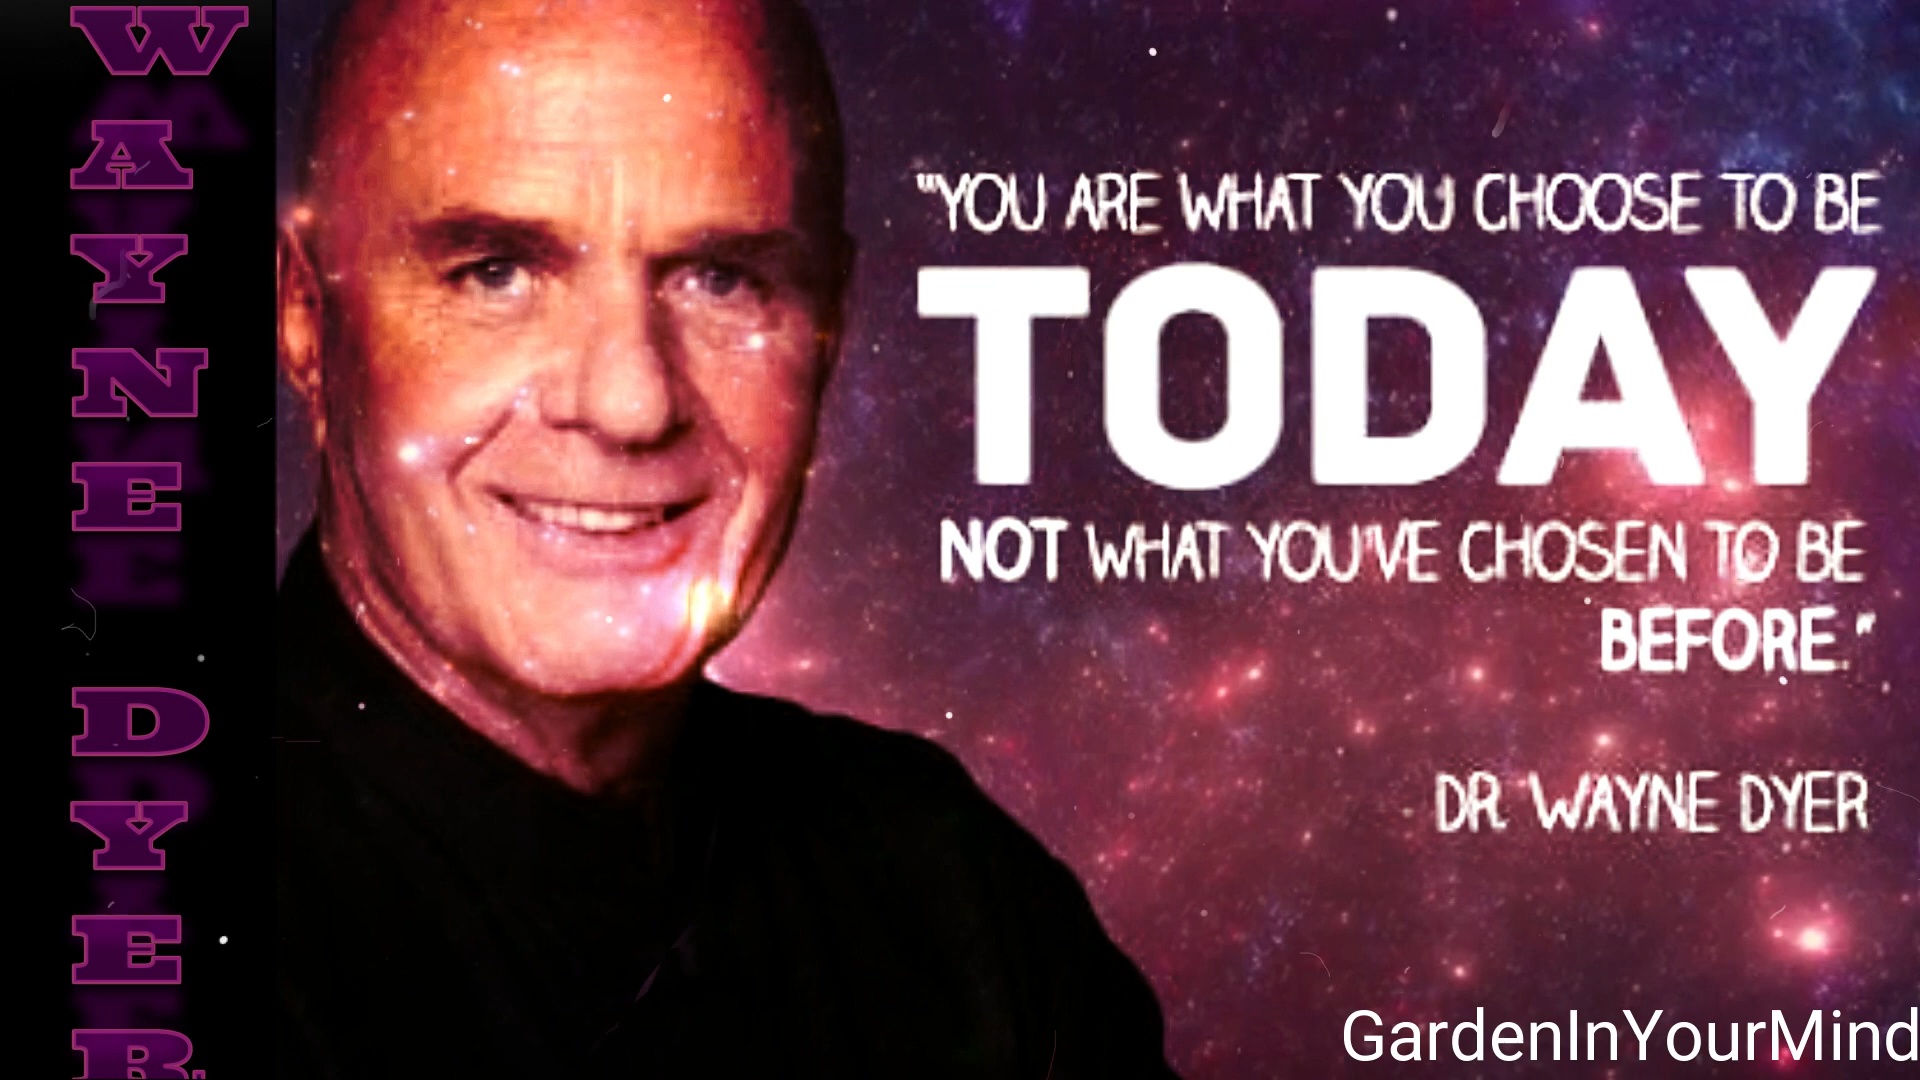 WAYNE DYER
"YOU ARE WHAT YOU CHOOSE TO BE
TODAY
NOT WHAT YOU'VE CHOSEN TO BE
BEFORE."
DR. WAYNE DYER
GardenInYourMind